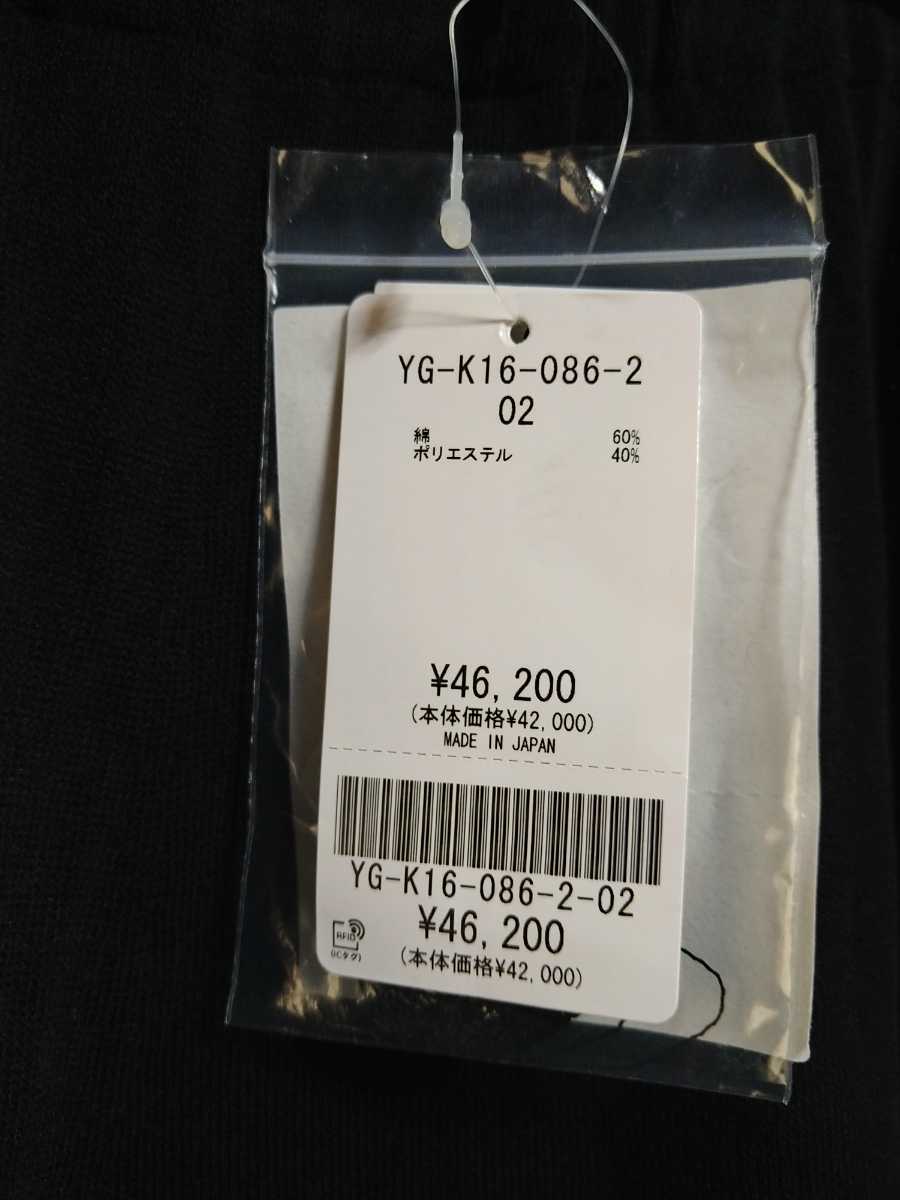 YG-K16-086-2
02
綿 60%
ポリエステル 40%
¥46,200
(本体価格¥42,000)
MADE IN JAPAN
YG-K16-086-2-02
¥46,200
(本体価格¥42,000)
RFID
(ICタグ)